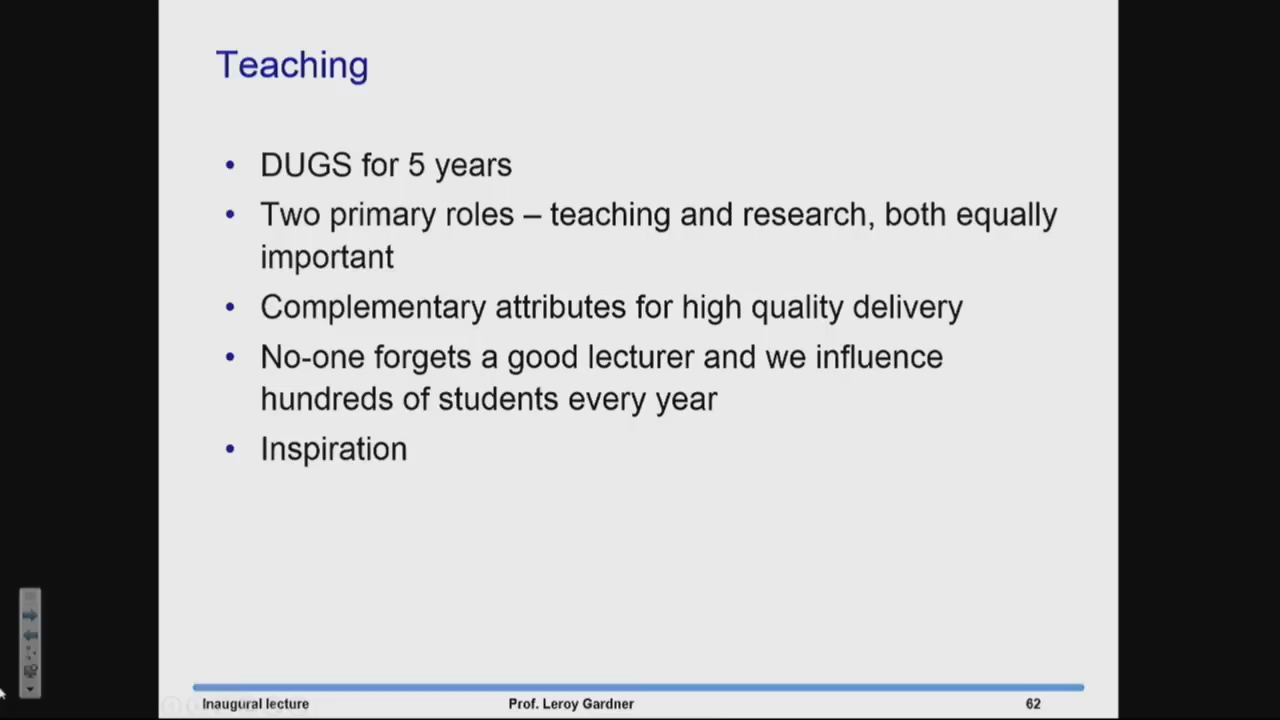 Teaching
• DUGS for 5 years
• Two primary roles – teaching and research, both equally
important
• Complementary attributes for high quality delivery
• No-one forgets a good lecturer and we influence
hundreds of students every year
• Inspiration
Inaugural lecture Prof. Leroy Gardner 62